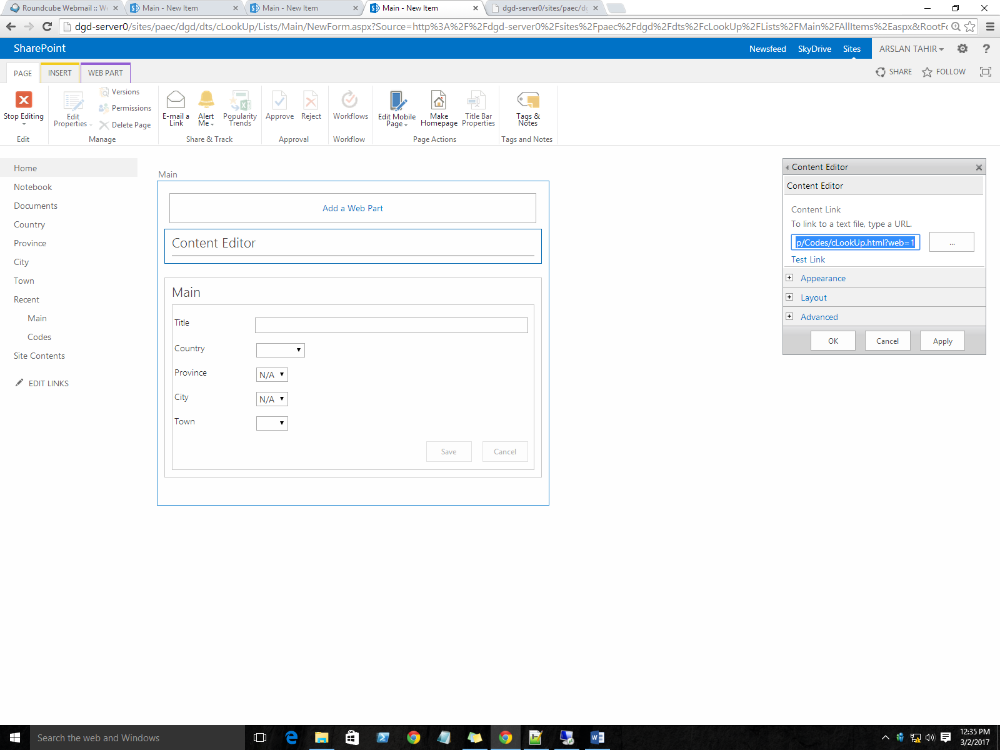 Roundcube Webmail :: We
Main - New Item
Main - New Item
Main - New Item
dgd-server0/sites/paec/dg
dgd-server0/sites/paec/dgd/dts/cLookUp/Lists/Main/NewForm.aspx?Source=http%3A%2F%2Fdgd-server0%2Fsites%2Fpaec%2Fdgd%2Fdts%2FcLookUp%2FLists%2FMain%2FAllItems%2Easpx&RootFo
SharePoint
Newsfeed SkyDrive Sites ARSLAN TAHIR ?
PAGE INSERT WEB PART
SHARE FOLLOW
Stop Editing
Edit
Edit Properties
Versions
Permissions
Delete Page
Manage
E-mail a Link
Alert Me
Popularity Trends
Share & Track
Approve
Reject
Approval
Workflows
Workflow
Edit Mobile Page
Make Homepage
Title Bar Properties
Page Actions
Tags & Notes
Tags and Notes
Home
Notebook
Documents
Country
Province
City
Town
Recent
Main
Codes
Site Contents
EDIT LINKS
Main
Add a Web Part
Content Editor
Main
Title
Country
Province N/A
City N/A
Town
Save Cancel
Content Editor
Content Editor
Content Link
To link to a text file, type a URL.
p/Codes/cLookUp.html?web=1 ...
Test Link
Appearance
Layout
Advanced
OK Cancel Apply
Search the web and Windows
12:35 PM
3/2/2017